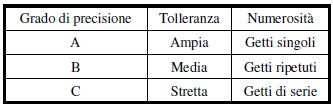 Grado di precisione Tolleranza Numerosità
A Ampia Getti singoli
B Media Getti ripetuti
C Stretta Getti di serie